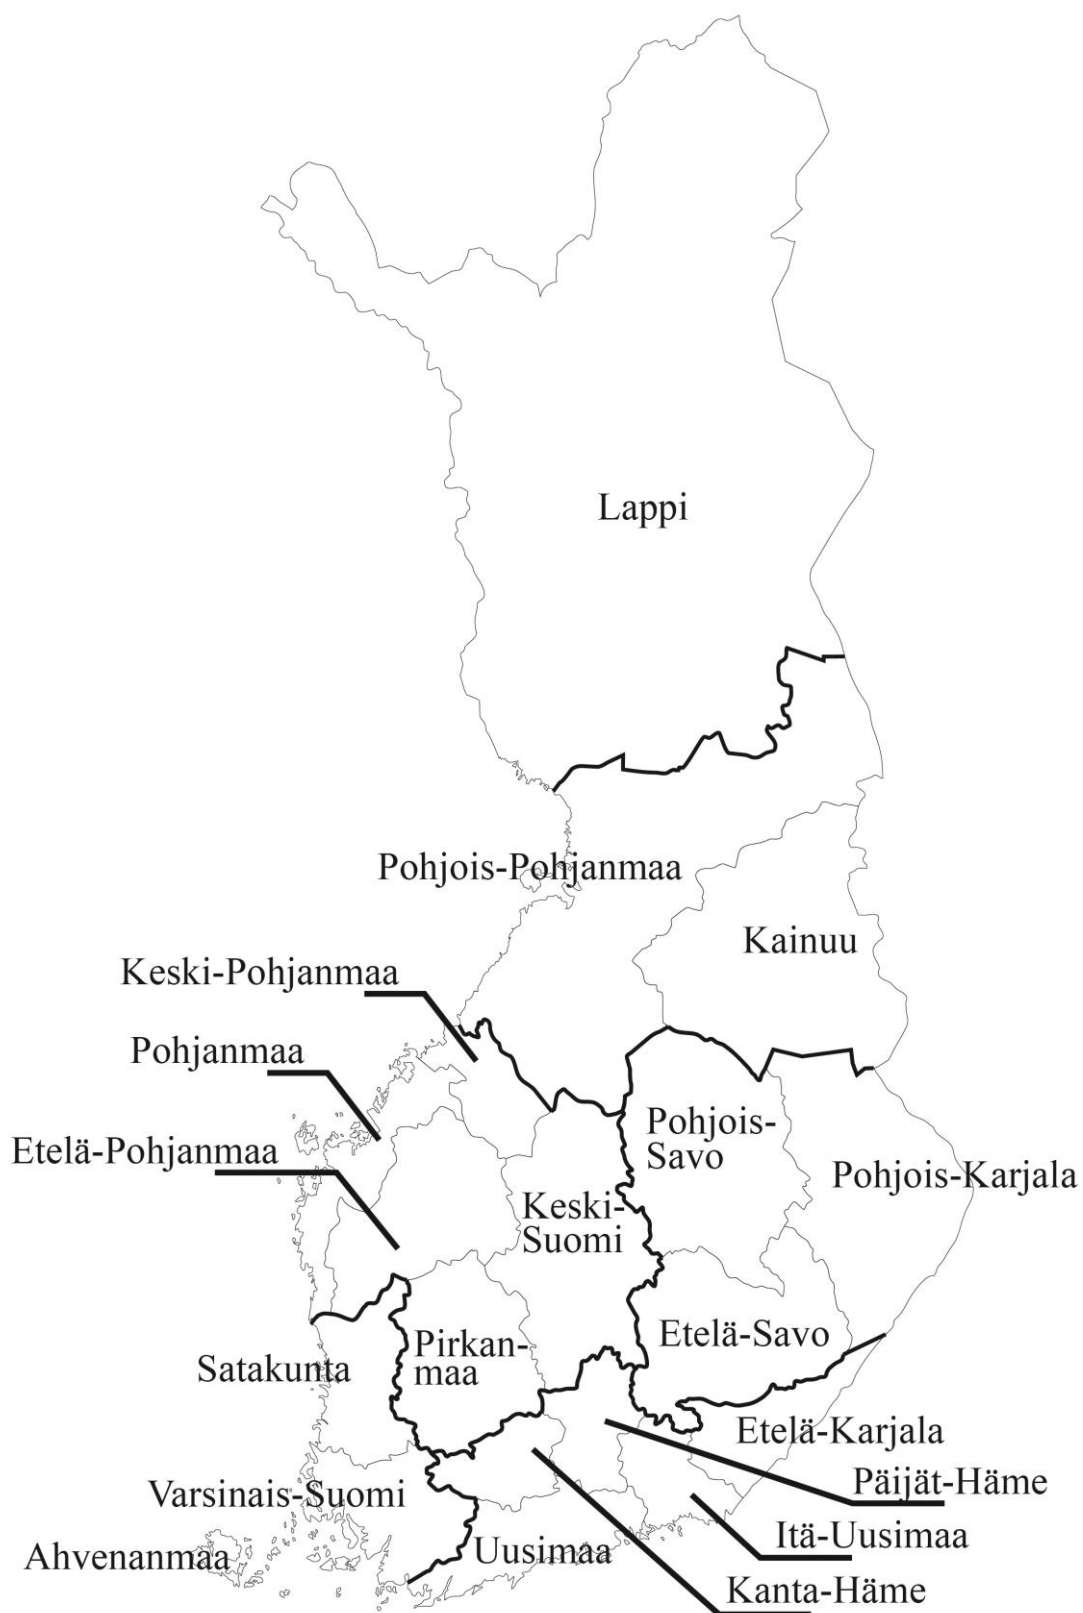 Lappi
Pohjois-Pohjanmaa
Kainuu
Keski-Pohjanmaa
Pohjanmaa
Etelä-Pohjanmaa
Pohjois-
Savo
Pohjois-Karjala
Keski-
Suomi
Etelä-Savo
Pirkan-
maa
Satakunta
Etelä-Karjala
Päijät-Häme
Varsinais-Suomi
Itä-Uusimaa
Uusimaa
Ahvenanmaa
Kanta-Häme